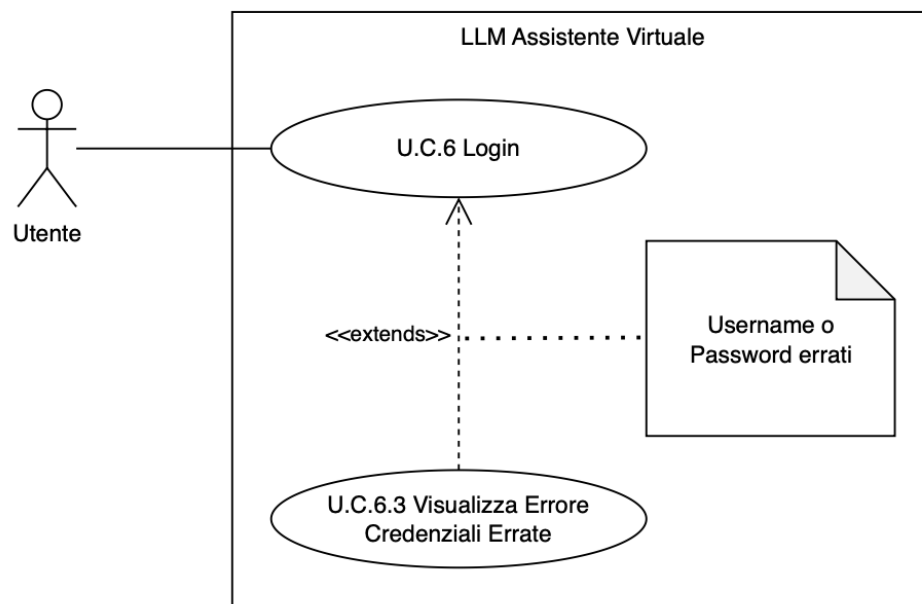 LLM Assistente Virtuale
U.C.6 Login
Utente
<<extends>>
Username o
Password errati
U.C.6.3 Visualizza Errore
Credenziali Errate